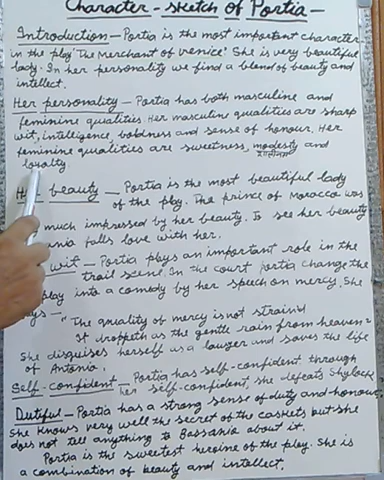 Character - sketch of Portia -
Introduction - Portia is the most important character
in the play "The Merchant of venice". She is very beautiful
lady. In her personality we find a blend of beauty and
intellect.
Her personality - Portia has both masculine and
feminine qualities. Her masculine qualities are sharp
wit, inteligence, boldness and sense of honour. Her
feminine qualities are sweetness, modesty and
loyalty
Her beauty - Portia is the most beautiful lady
of the play. The prince of Morocco was
much impressed by her beauty. To see her beauty
falls love with her.
wit - Portia plays an important role in the
trail scene. In the court portia change the
play into a comedy by her speech on mercy. She
says -
"The quality of mercy is not strain'd
It droppeth as the gentle rain from heaven"
She disguises herself as a lawyer and saves the life
of Antonio.
Self-confident - Portia has self-confident through
her self-confident, she defeats Shylock
Dutiful - Portia has a strong sense of duty and honour.
She knows very well the secret of the caskets but she
does not tell anything to Bassanio about it.
Portia is the sweetest heroine of the play. She is
a combination of beauty and intellect.